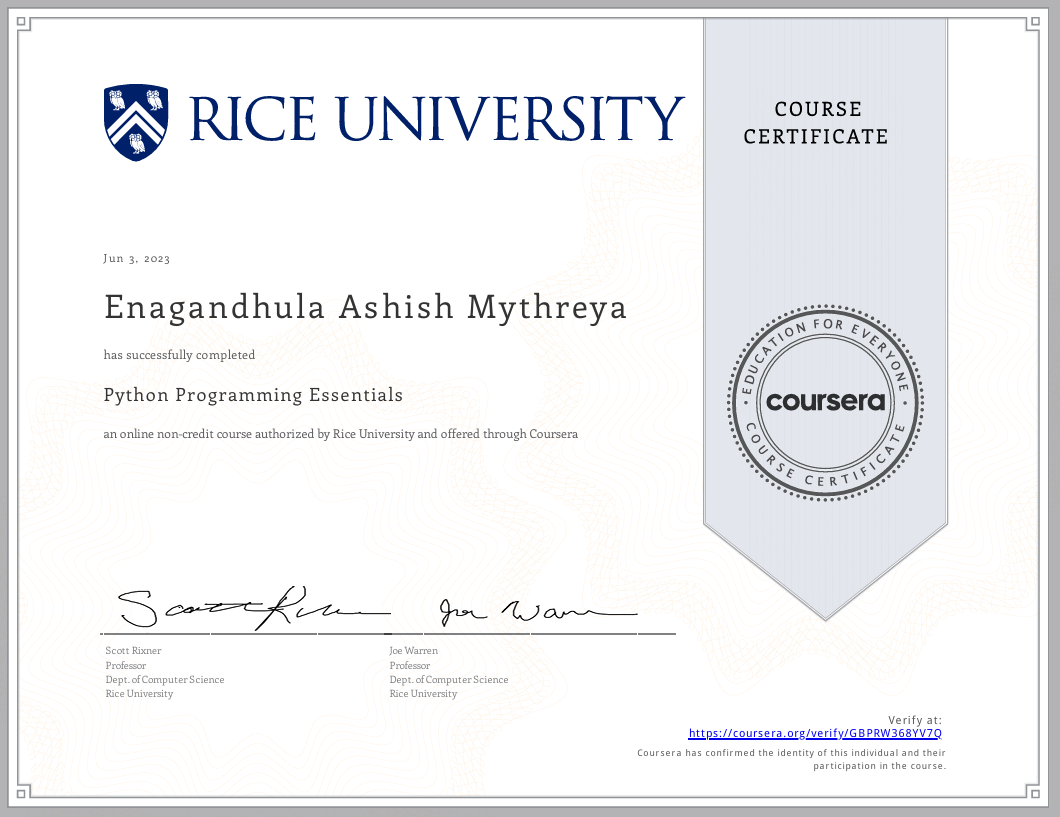 RICE UNIVERSITY
COURSE
CERTIFICATE
Jun 3, 2023
Enagandhula Ashish Mythreya
has successfully completed
Python Programming Essentials
an online non-credit course authorized by Rice University and offered through Coursera
EDUCATION FOR EVERYONE
coursera
COURSE CERTIFICATE
Scott Rixner
Joe Warren
Scott Rixner
Professor
Dept. of Computer Science
Rice University
Joe Warren
Professor
Dept. of Computer Science
Rice University
Verify at:
https://coursera.org/verify/GBPRW368YV7Q
Coursera has confirmed the identity of this individual and their
participation in the course.